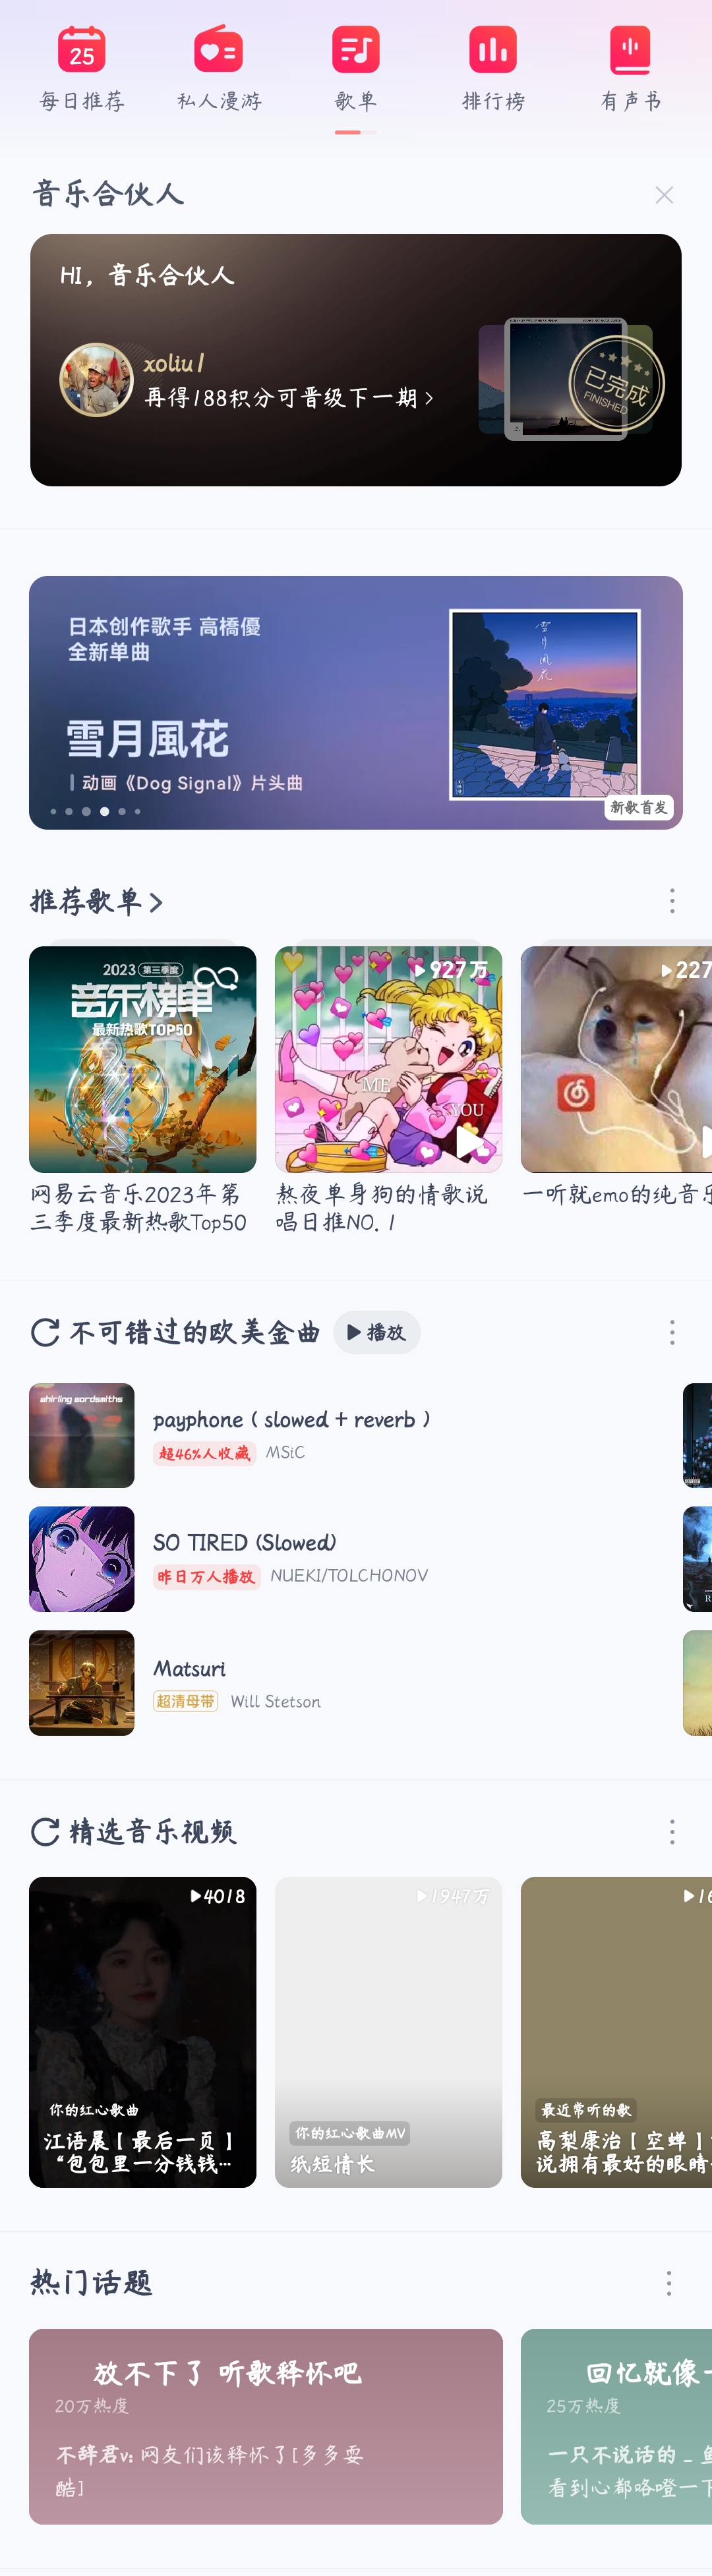 25
每日推荐
私人漫游
歌单
排行榜
有声书
音乐合伙人
HI，音乐合伙人
xoliu1
再得188积分可晋级下一期
已完成
FINISHED
日本创作歌手 高橋優
全新单曲
雪月風花
动画《Dog Signal》片头曲
雪月風花
新歌首发
推荐歌单
2023 第三季度
音乐榜单
最新热歌TOP50
网易云音乐2023年第
三季度最新热歌Top50
927万
ME
YOU
熬夜单身狗的情歌说
唱日推NO. 1
227
一听就emo的纯音乐
不可错过的欧美金曲
播放
whirling wordsmiths
payphone ( slowed + reverb )
超46%人收藏 MSiC
SO TIRED (Slowed)
昨日万人播放 NUEKI/TOLCHONOV
Matsuri
超清母带 Will Stetson
精选音乐视频
4018
你的红心歌曲
江语晨【最后一页】
“包包里一分钱钱…
1947万
你的红心歌曲MV
纸短情长
16
最近常听的歌
高梨康治【空蝉】
说拥有最好的眼睛
热门话题
放不下了 听歌释怀吧
20万热度
不辞君v: 网友们该释怀了[多多耍
酷]
回忆就像一
25万热度
一只不说话的_鱼
看到心都咯噔一下